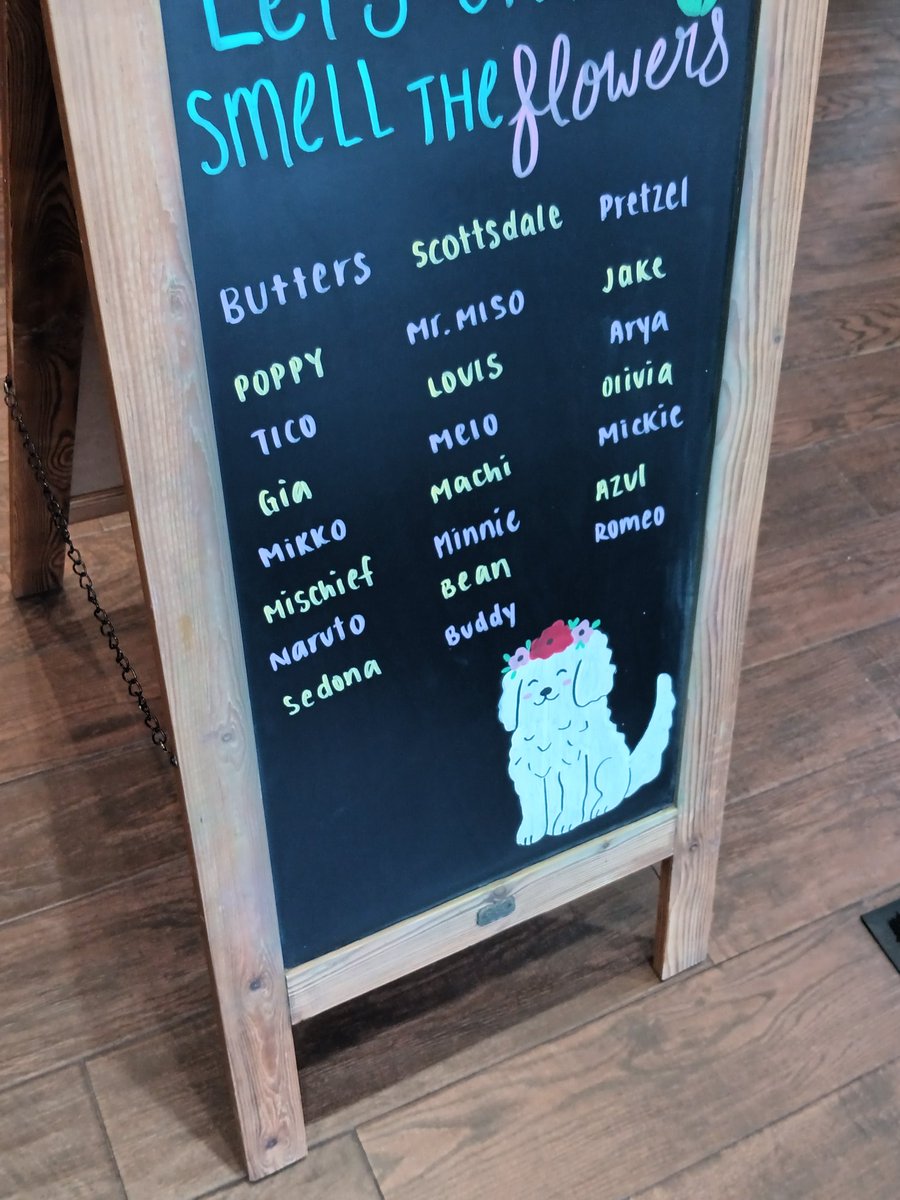 Let's
smell the flowers
Butters
Poppy
Tico
Gia
Mikko
Mischief
Naruto
Sedona
Scottsdale
Mr. Miso
Louis
Melo
Machi
Minnie
Bean
Buddy
Pretzel
Jake
Arya
Olivia
Mickie
Azul
Romeo